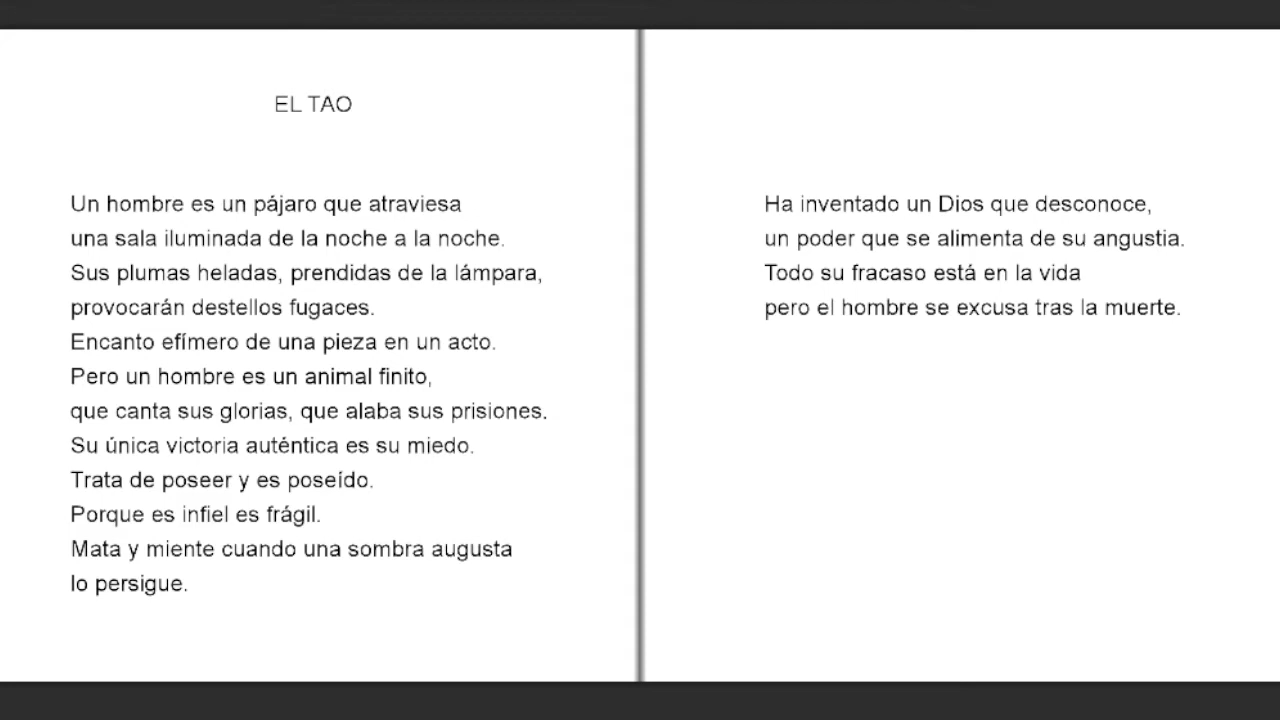 EL TAO
Un hombre es un pájaro que atraviesa
una sala iluminada de la noche a la noche.
Sus plumas heladas, prendidas de la lámpara,
provocarán destellos fugaces.
Encanto efímero de una pieza en un acto.
Pero un hombre es un animal finito,
que canta sus glorias, que alaba sus prisiones.
Su única victoria auténtica es su miedo.
Trata de poseer y es poseído.
Porque es infiel es frágil.
Mata y miente cuando una sombra augusta
lo persigue.
Ha inventado un Dios que desconoce,
un poder que se alimenta de su angustia.
Todo su fracaso está en la vida
pero el hombre se excusa tras la muerte.